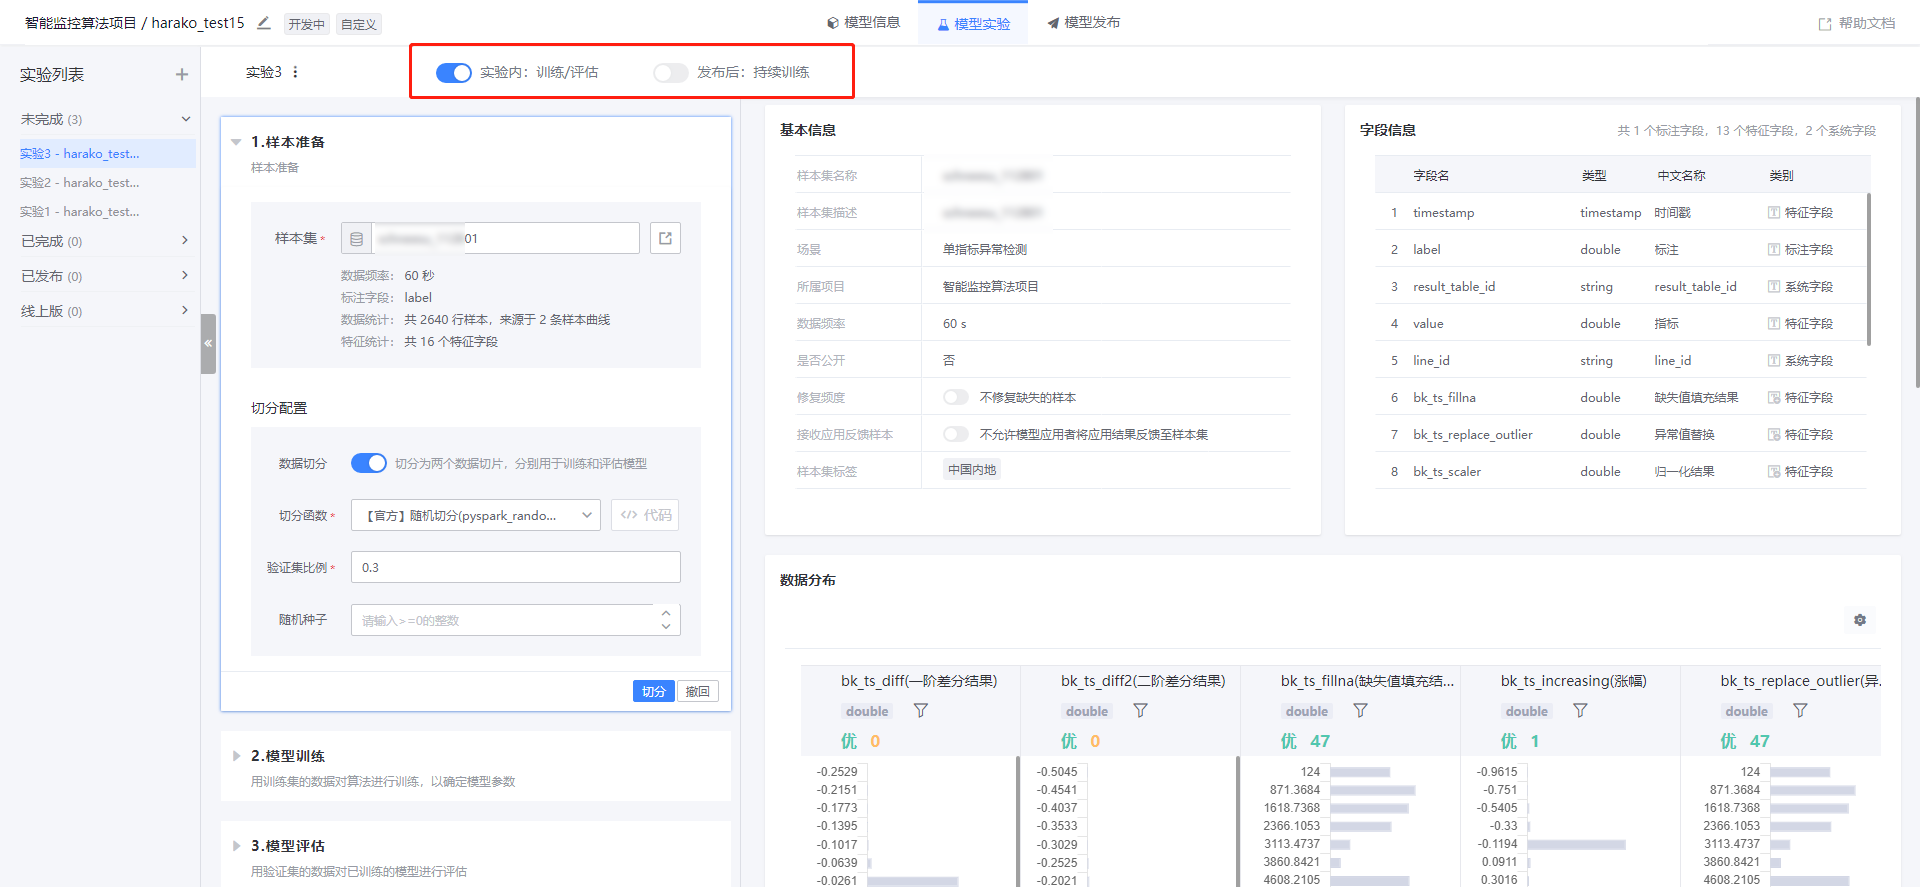 智能监控算法项目 / harako_test15
开发中
自定义
模型信息
模型实验
模型发布
帮助文档
实验列表
未完成 (3)
实验3 - harako_test...
实验2 - harako_test...
实验1 - harako_test...
已完成 (0)
已发布 (0)
线上版 (0)
实验3
实验内：训练/评估
发布后：持续训练
1.样本准备
样本准备
样本集*
01
数据频率： 60 秒
标注字段： label
数据统计： 共 2640 行样本，来源于 2 条样本曲线
特征统计： 共 16 个特征字段
切分配置
数据切分 切分为两个数据切片，分别用于训练和评估模型
切分函数* 【官方】随机切分(pyspark_rando...
</> 代码
验证集比例* 0.3
随机种子 请输入>=0的整数
切分
撤回
2.模型训练
用训练集的数据对算法进行训练，以确定模型参数
3.模型评估
用验证集的数据对已训练的模型进行评估
基本信息
样本集名称
样本集描述
场景 单指标异常检测
所属项目 智能监控算法项目
数据频率 60 s
是否公开 否
修复频度 不修复缺失的样本
接收应用反馈样本 不允许模型应用者将应用结果反馈至样本集
样本集标签 中国内地
字段信息
共 1 个标注字段，13 个特征字段，2 个系统字段
字段名 类型 中文名称 类别
1 timestamp timestamp 时间戳 特征字段
2 label double 标注 标注字段
3 result_table_id string result_table_id 系统字段
4 value double 指标 特征字段
5 line_id string line_id 系统字段
6 bk_ts_fillna double 缺失值填充结果 特征字段
7 bk_ts_replace_outlier double 异常值替换 特征字段
8 bk_ts_scaler double 归一化结果 特征字段
数据分布
bk_ts_diff(一阶差分结果)
double
优 0
-0.2529
-0.2151
-0.1773
-0.1395
-0.1017
-0.0639
-0.0261
bk_ts_diff2(二阶差分结果)
double
优 0
-0.5045
-0.4541
-0.4037
-0.3533
-0.3029
-0.2525
-0.2021
bk_ts_fillna(缺失值填充结...
double
优 47
124
871.3684
1618.7368
2366.1053
3113.4737
3860.8421
4608.2105
bk_ts_increasing(涨幅)
double
优 1
-0.9615
-0.751
-0.5405
-0.33
-0.1194
0.0911
0.3016
bk_ts_replace_outlier(异.
double
优 47
124
871.3684
1618.7368
2366.1053
3113.4737
3860.8421
4608.2105